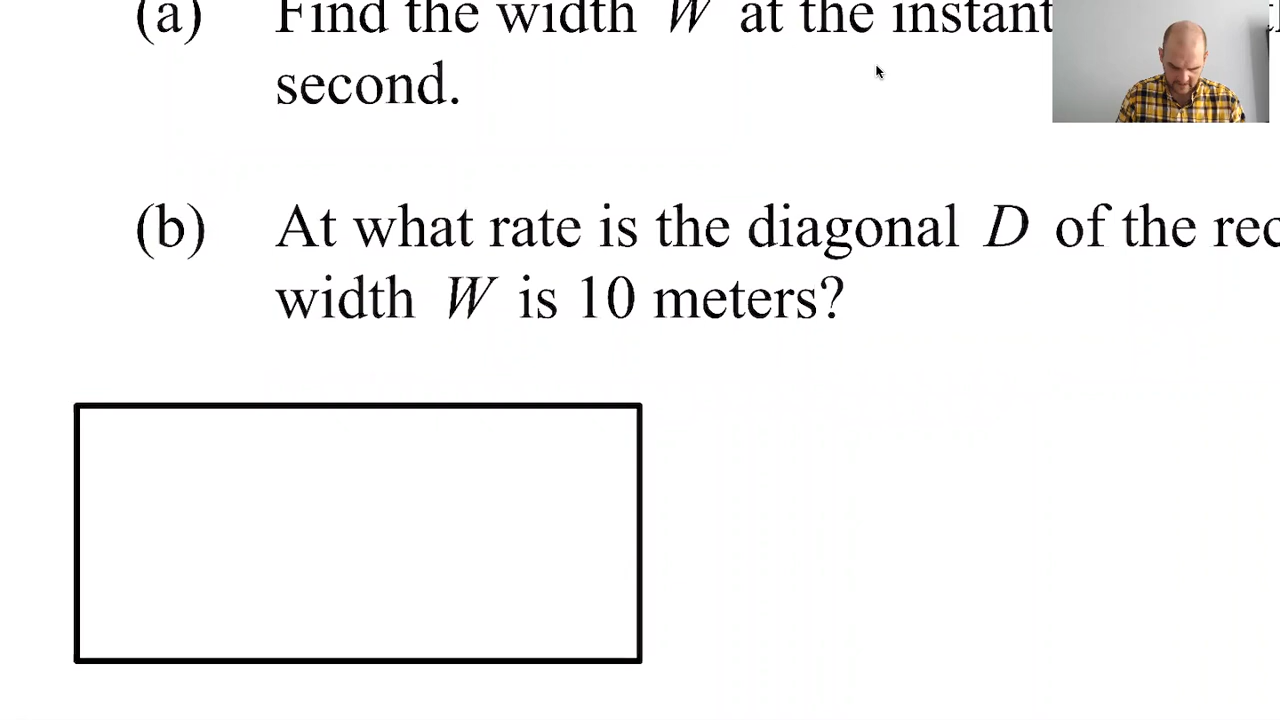 (a) Find the width W at the instant
second.
(b) At what rate is the diagonal D of the rec
width W is 10 meters?